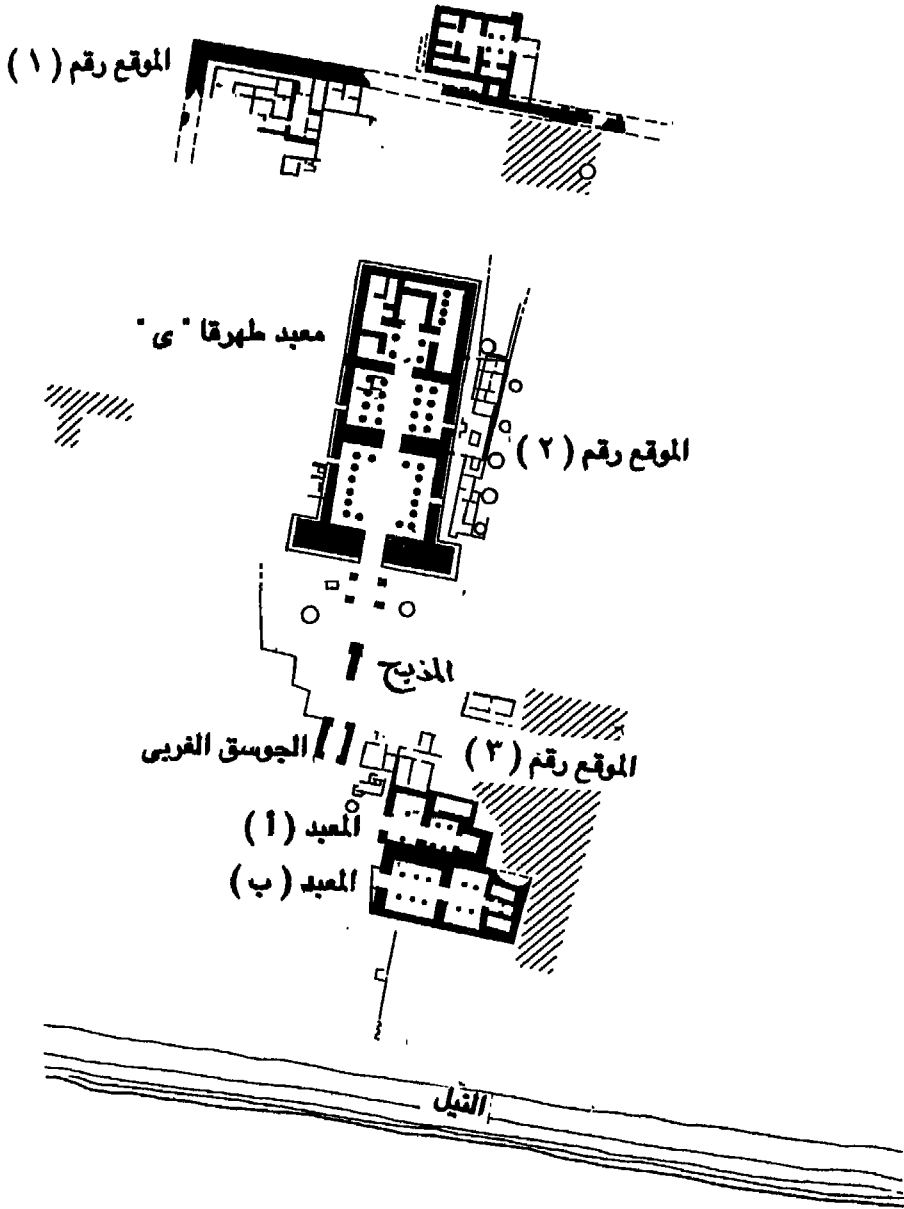 الموقع رقم ( ١ )
معبد طهرقا " ى "
الموقع رقم ( ٢ )
المذبح
الجوسق الغربى
الموقع رقم ( ٣ )
المعبد ( أ )
المعبد ( ب )
النيل